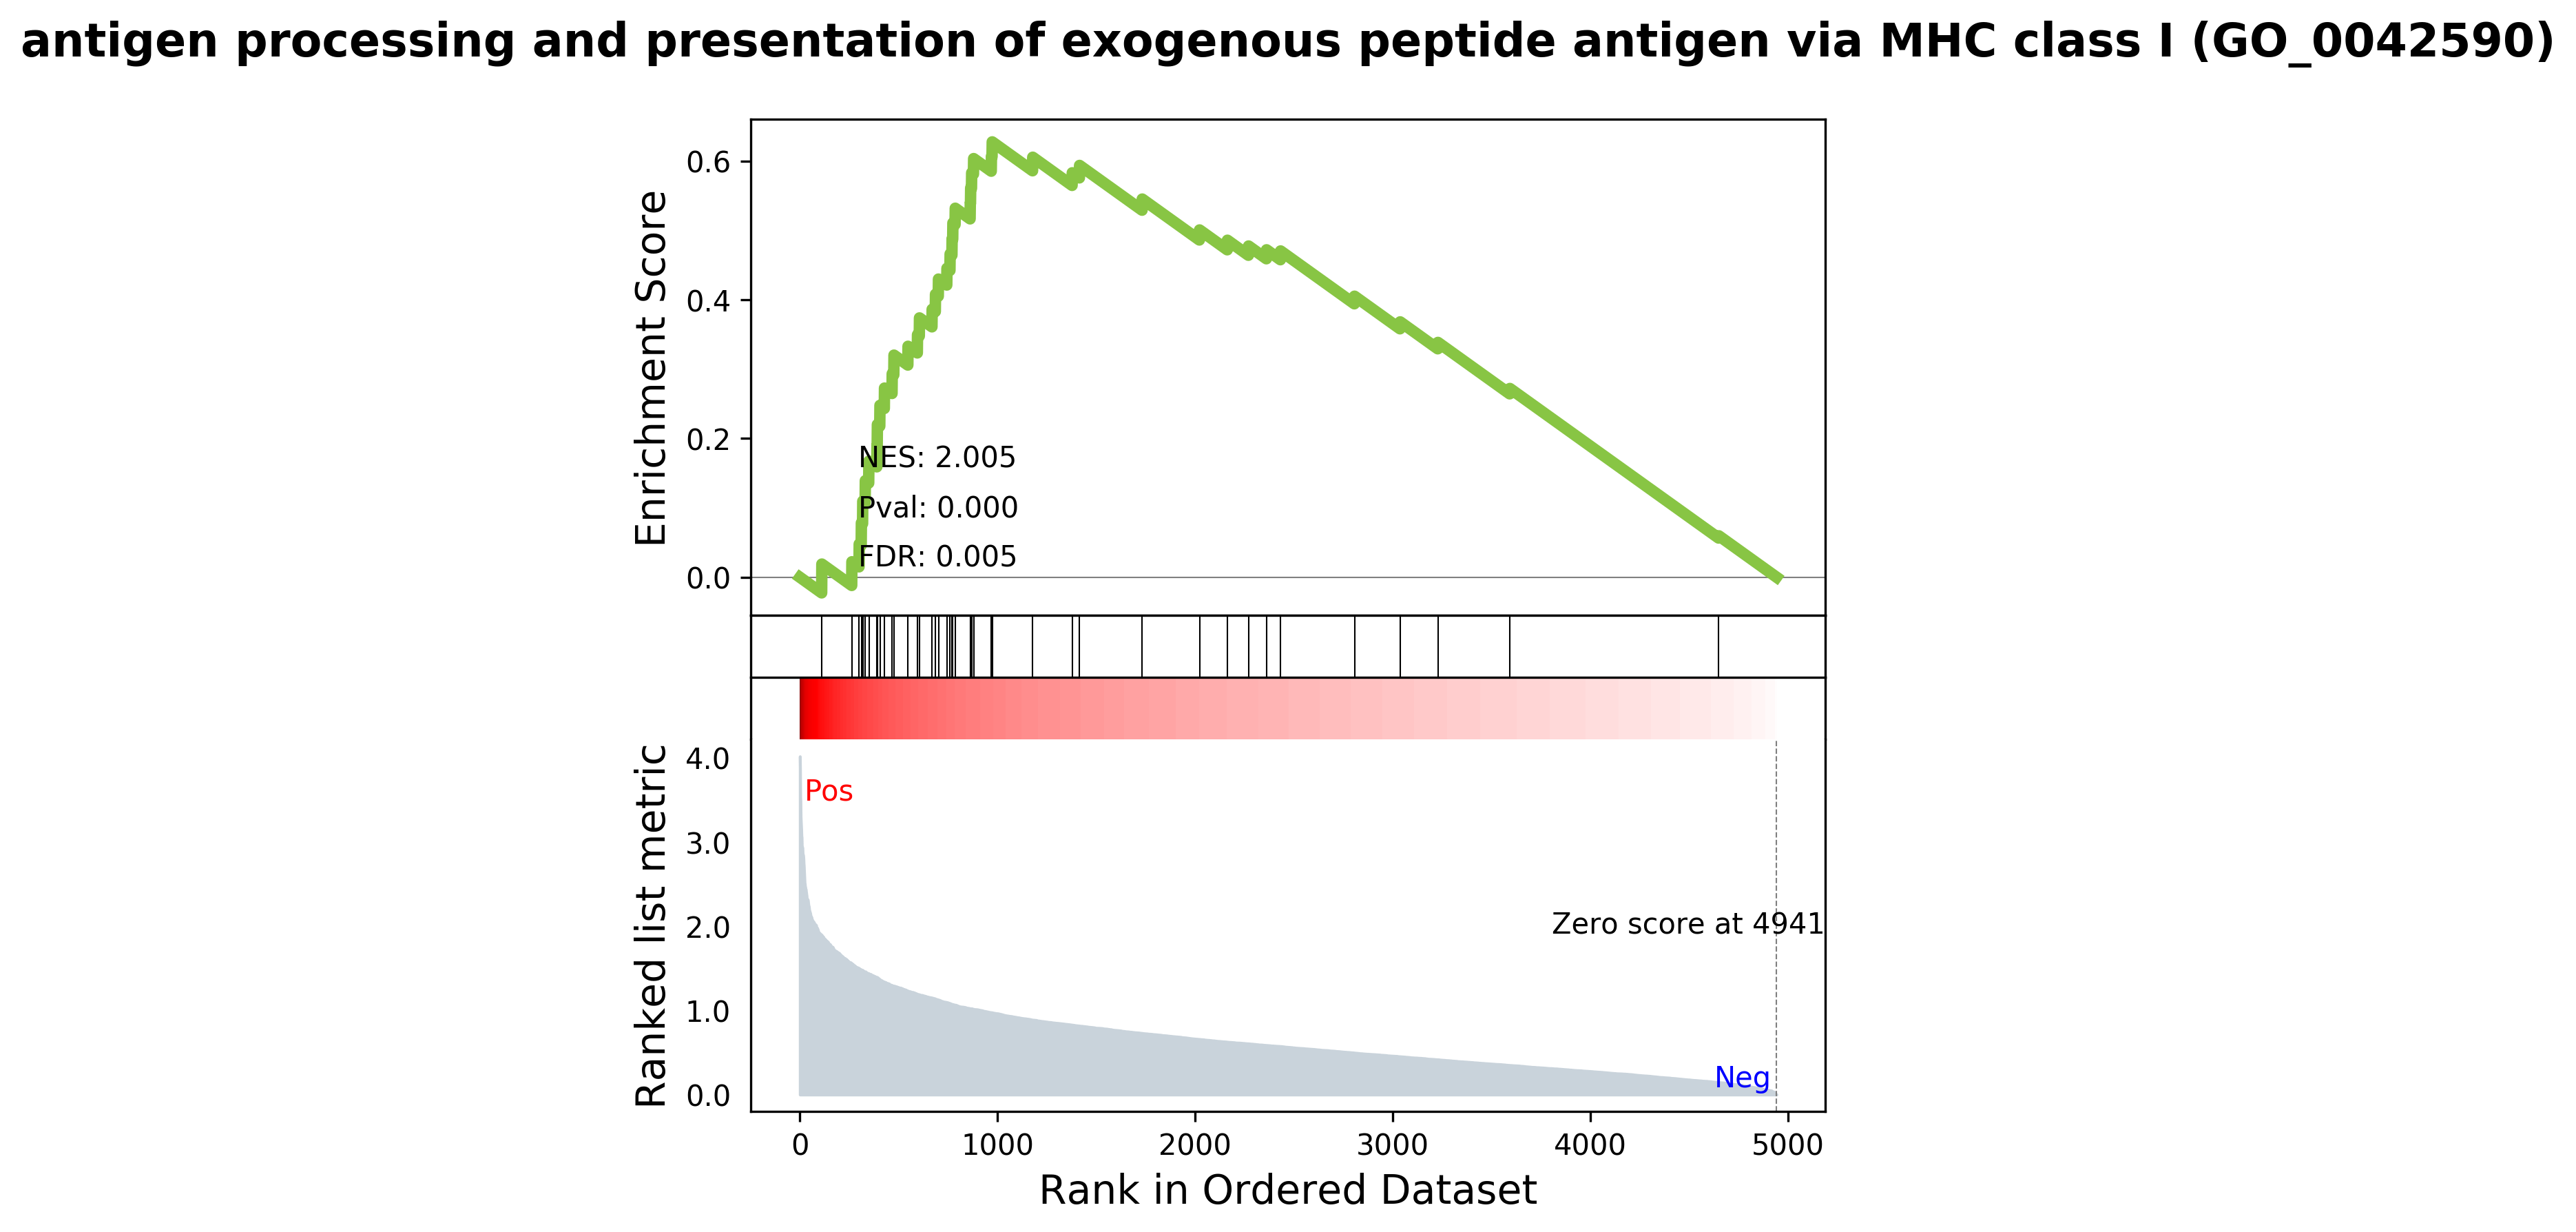 antigen processing and presentation of exogenous peptide antigen via MHC class I (GO_0042590)
Enrichment Score
0.6
0.4
0.2
0.0
NES: 2.005
Pval: 0.000
FDR: 0.005
Ranked list metric
4.0
3.0
2.0
1.0
0.0
Pos
Zero score at 4941
Neg
0 1000 2000 3000 4000 5000
Rank in Ordered Dataset